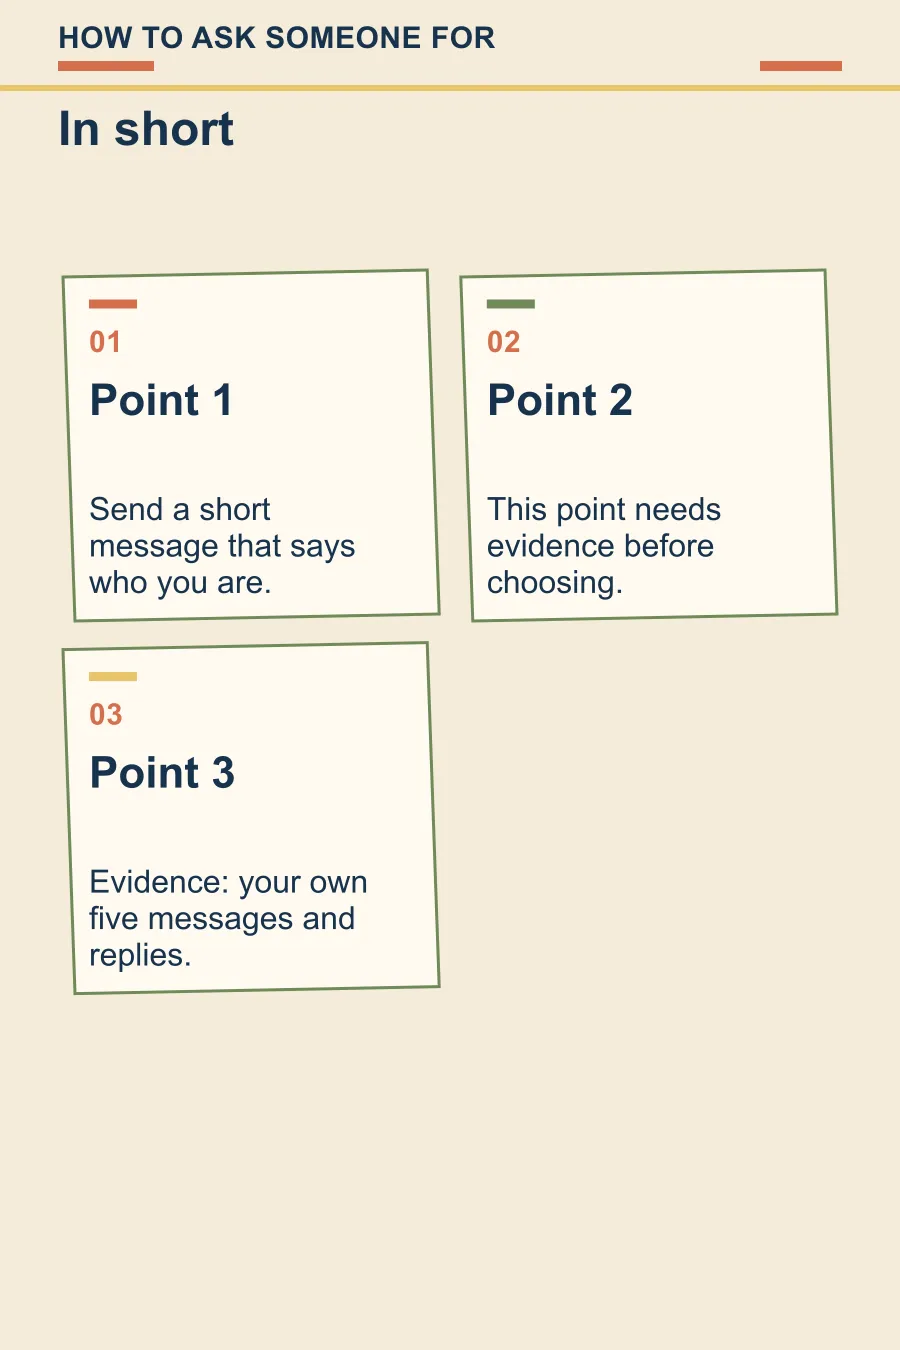 HOW TO ASK SOMEONE FOR
In short
01
Point 1
Send a short
message that says
who you are.
02
Point 2
This point needs
evidence before
choosing.
03
Point 3
Evidence: your own
five messages and
replies.